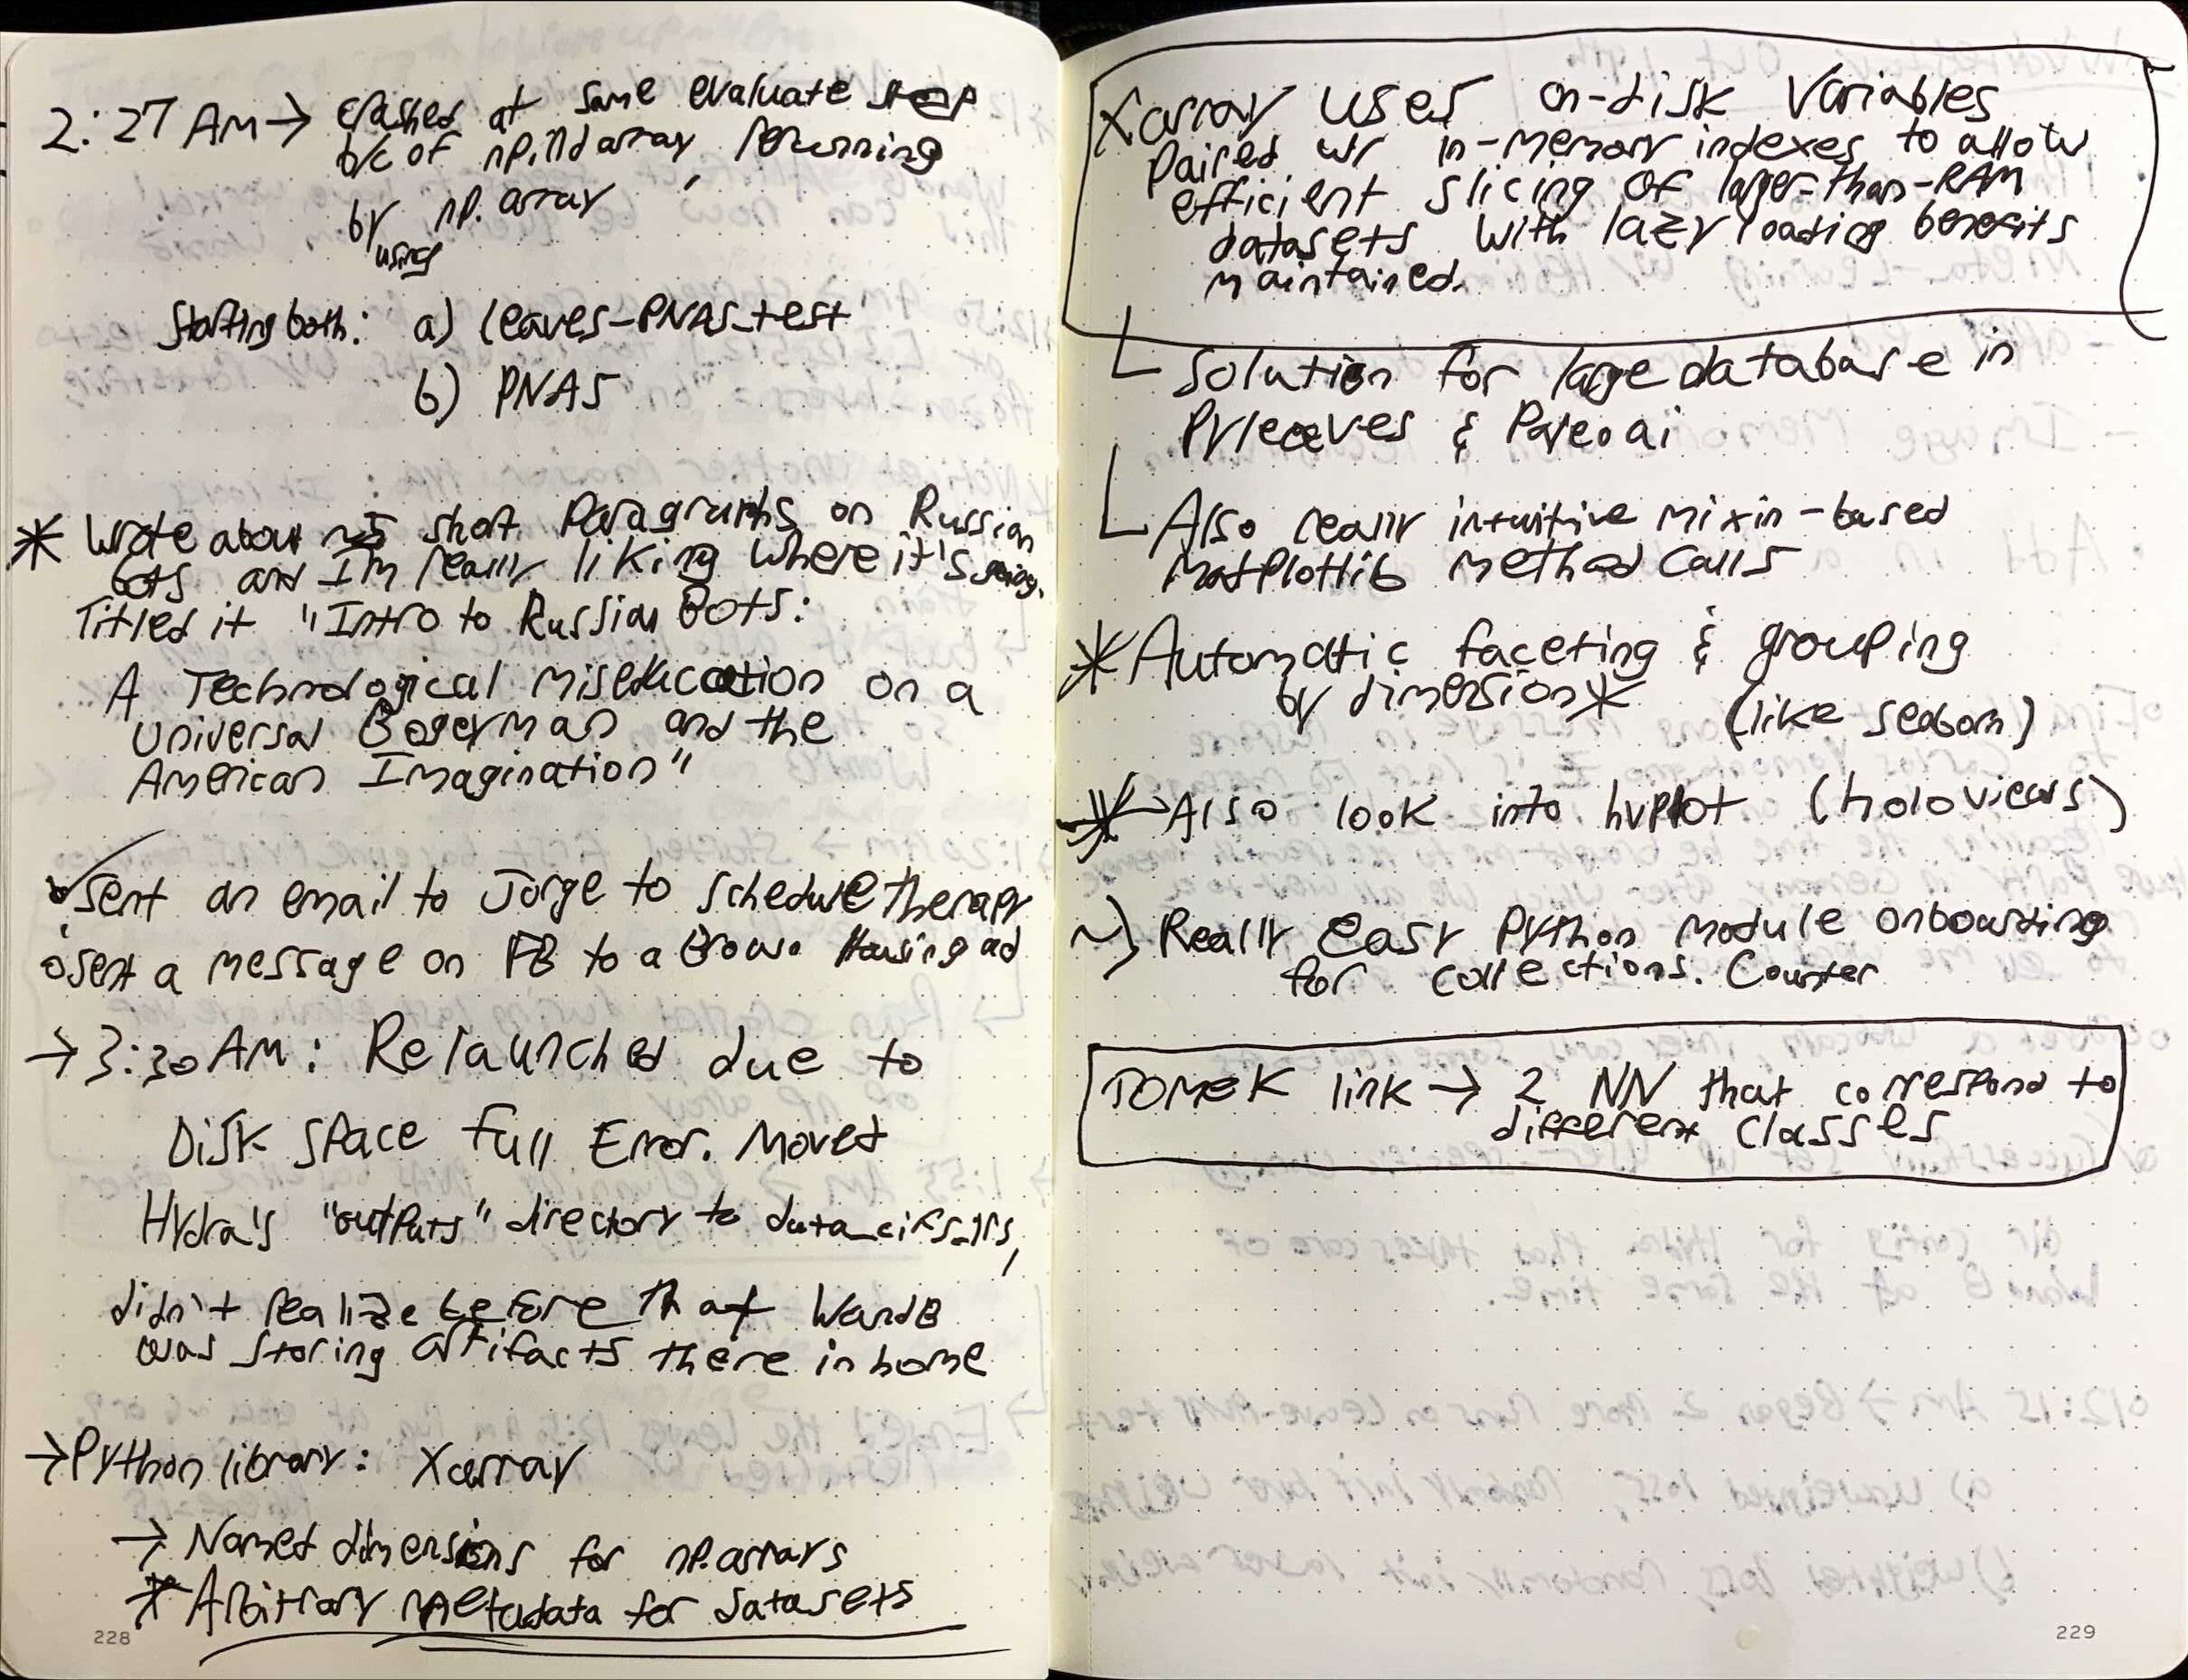 2:27 AM → crashed at same evaluate step
b/c of np.ndarray, returning
by using np.array
Starting both: a) leaves-PNAS_test
b) PNAS
* Wrote about ~5 short Paragraphs on Russian
bots and I'm really liking where it's going.
Titled it "Intro to Russian Bots:
A Technological miseducation on a
Universal Bogeyman and the
American Imagination"
Sent an email to Jorge to schedule therapy
Sent a message on FB to a Brown Housing ad
→ 3:30 AM: Relaunched due to
Disk space full Error. Moved
Hydra's "outputs" directory to data_cifs_lrs,
didn't realize before that WandB
was storing artifacts there in home
→ Python library: Xarray
→ Named dimensions for np.arrays
* Arbitrary metadata for datasets
228
Xarray uses on-disk variables
paired w/ in-memory indexes to allow
efficient slicing of larger-than-RAM
datasets with lazy loading benefits
maintained.
Solution for large database in
Pyleaves & Paleoai
Also really intuitive mixin-based
Matplotlib method calls
* Automatic faceting & grouping
by dimension * (like seaborn)
* → Also look into hvplot (holoviews)
Really easy Python module onboarding
for collections. Counter
TOMEK link → 2 NN that correspond to
different classes
229